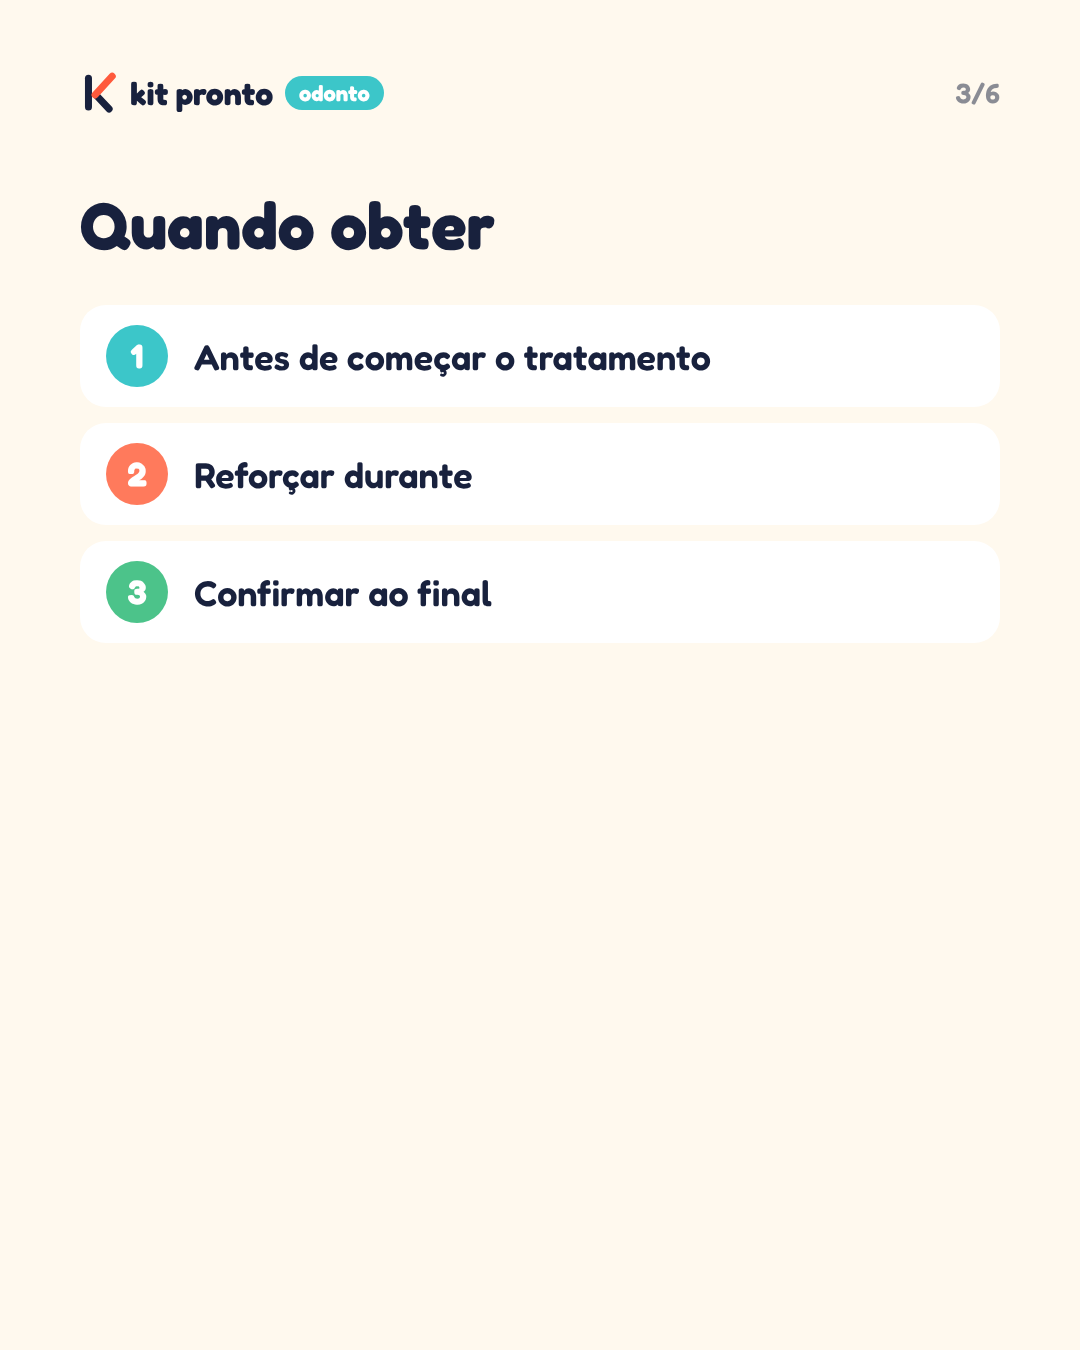 kit pronto odonto 3/6
Quando obter
1 Antes de começar o tratamento
2 Reforçar durante
3 Confirmar ao final